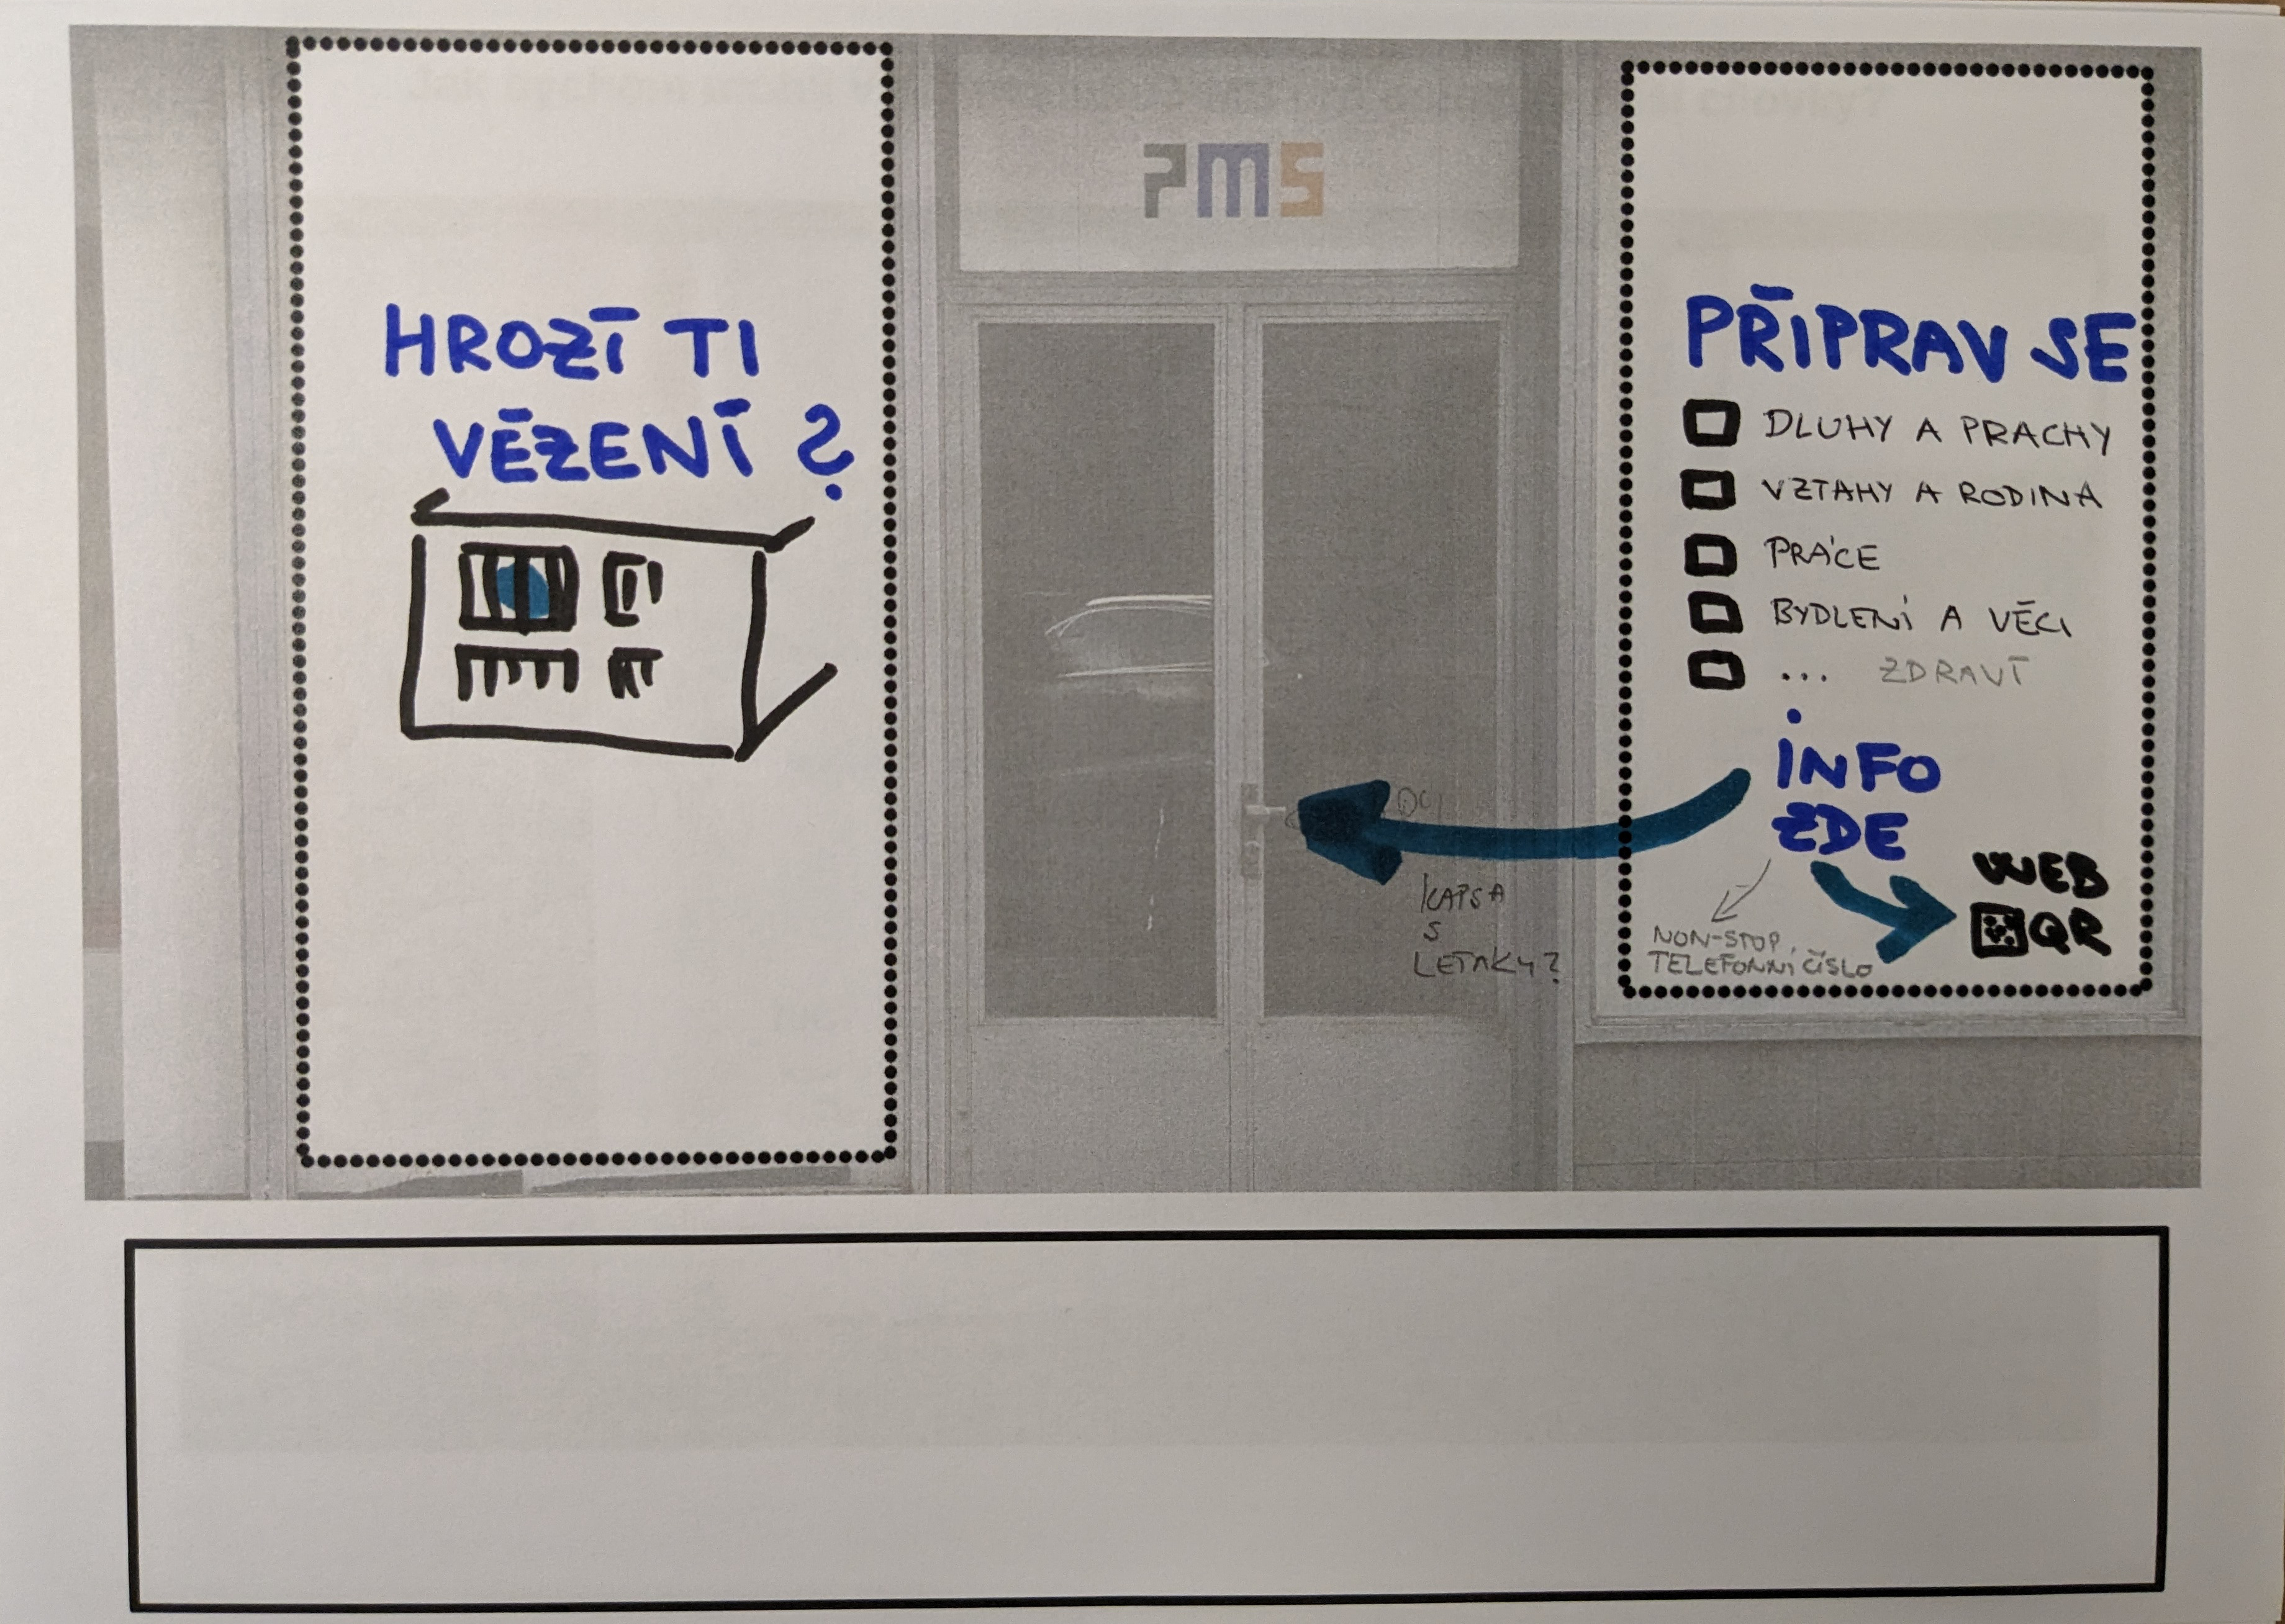 PMS
HROZÍ TI
VĚZENÍ ?
PŘIPRAV SE
DLUHY A PRACHY
VZTAHY A RODINA
PRÁCE
BYDLENÍ A VĚCI
... ZDRAVÍ
INFO
ZDE
WEB
QR
NON-STOP
TELEFONNÍ ČÍSLO
KAPSA
S
LETÁKY?